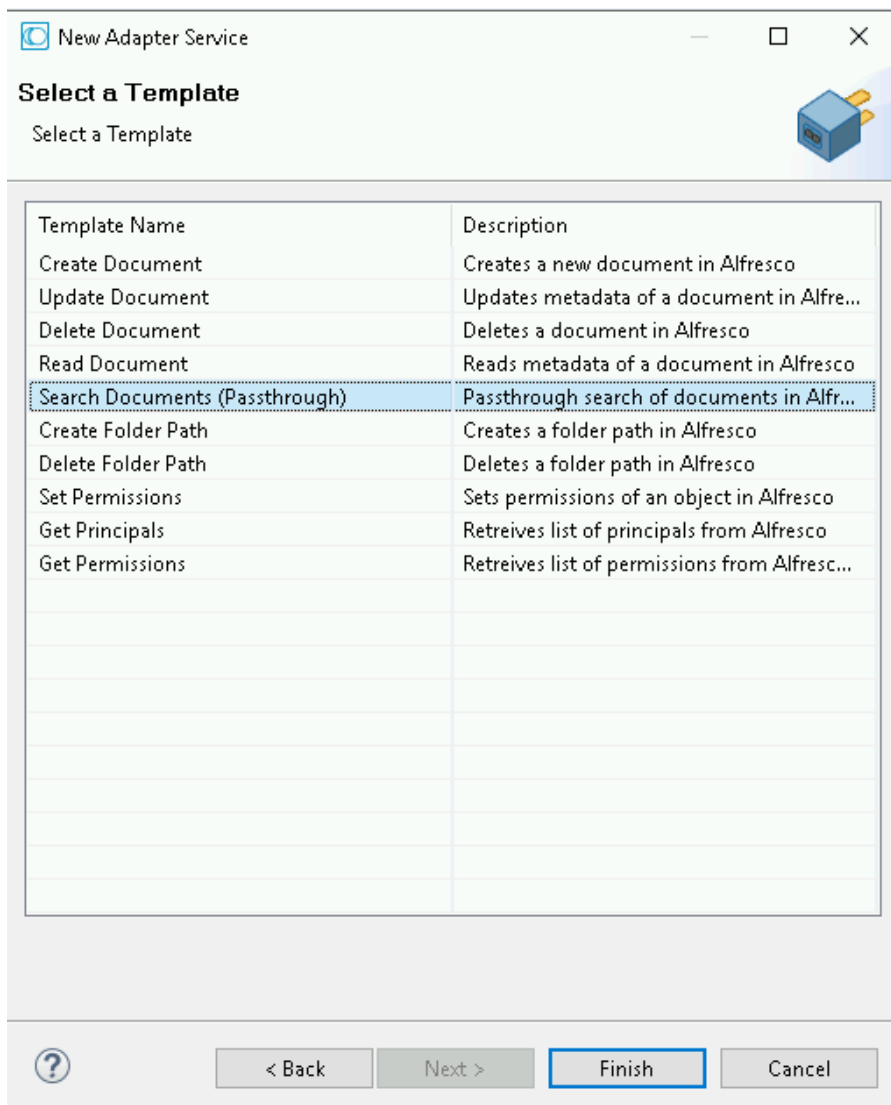 New Adapter Service
Select a Template
Select a Template
Template Name Description
Create Document Creates a new document in Alfresco
Update Document Updates metadata of a document in Alfre...
Delete Document Deletes a document in Alfresco
Read Document Reads metadata of a document in Alfresco
Search Documents (Passthrough) Passthrough search of documents in Alfr...
Create Folder Path Creates a folder path in Alfresco
Delete Folder Path Deletes a folder path in Alfresco
Set Permissions Sets permissions of an object in Alfresco
Get Principals Retreives list of principals from Alfresco
Get Permissions Retreives list of permissions from Alfresc...
? < Back Next > Finish Cancel